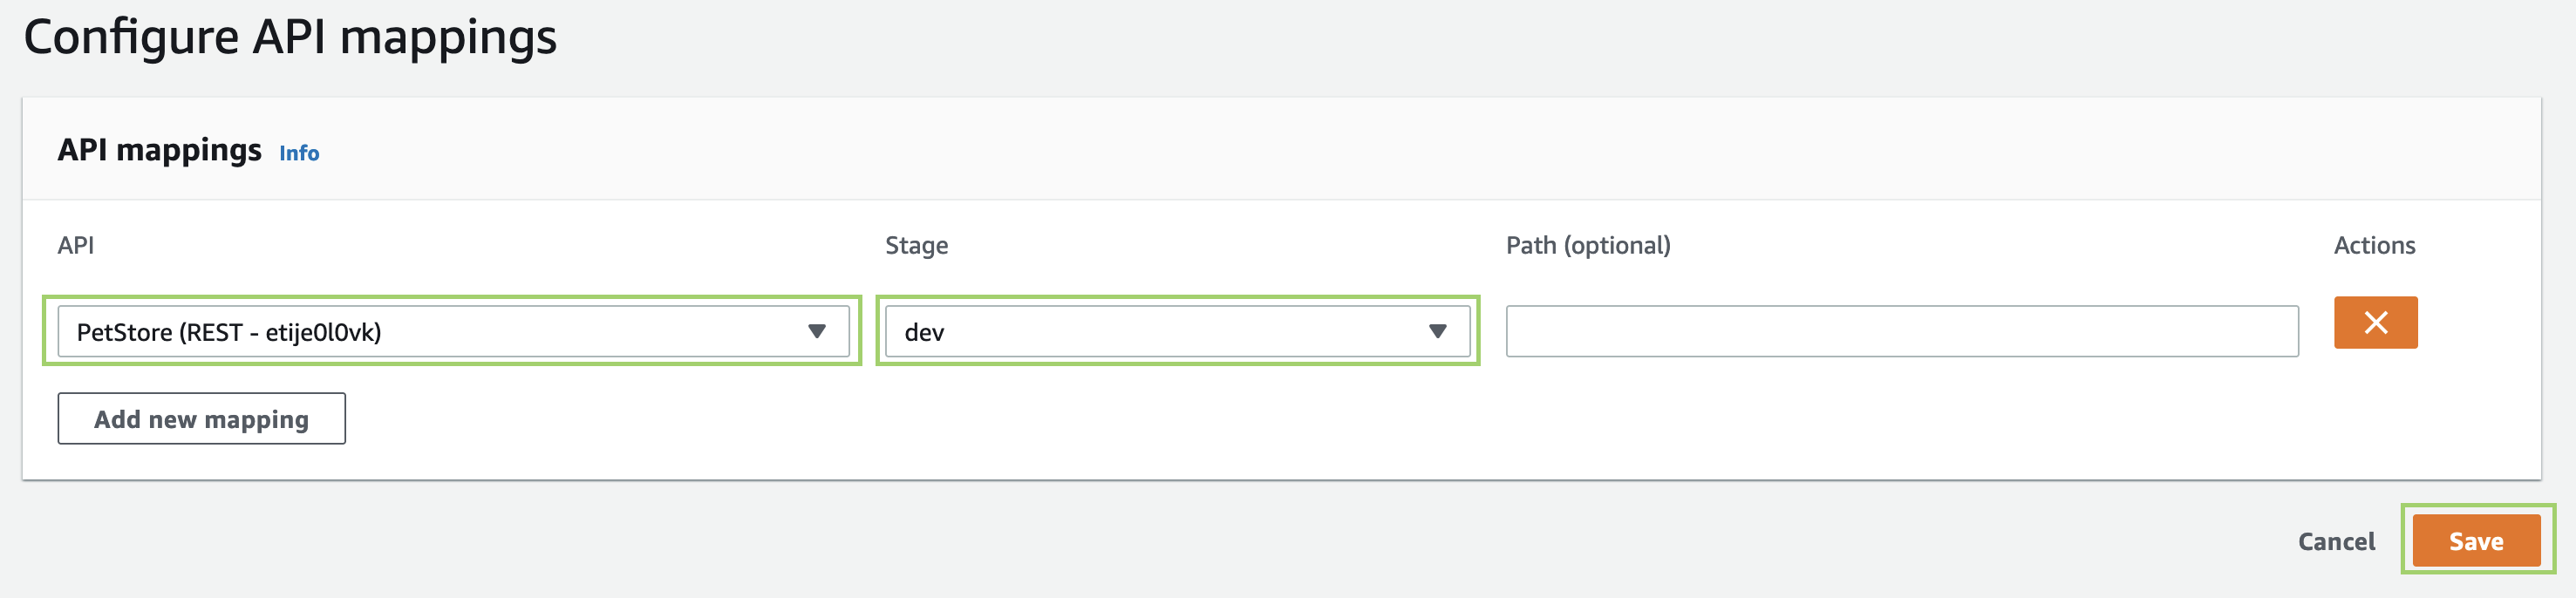 Configure API mappings
API mappings Info
API Stage Path (optional) Actions
PetStore (REST - etije0l0vk) dev
Add new mapping
Cancel Save